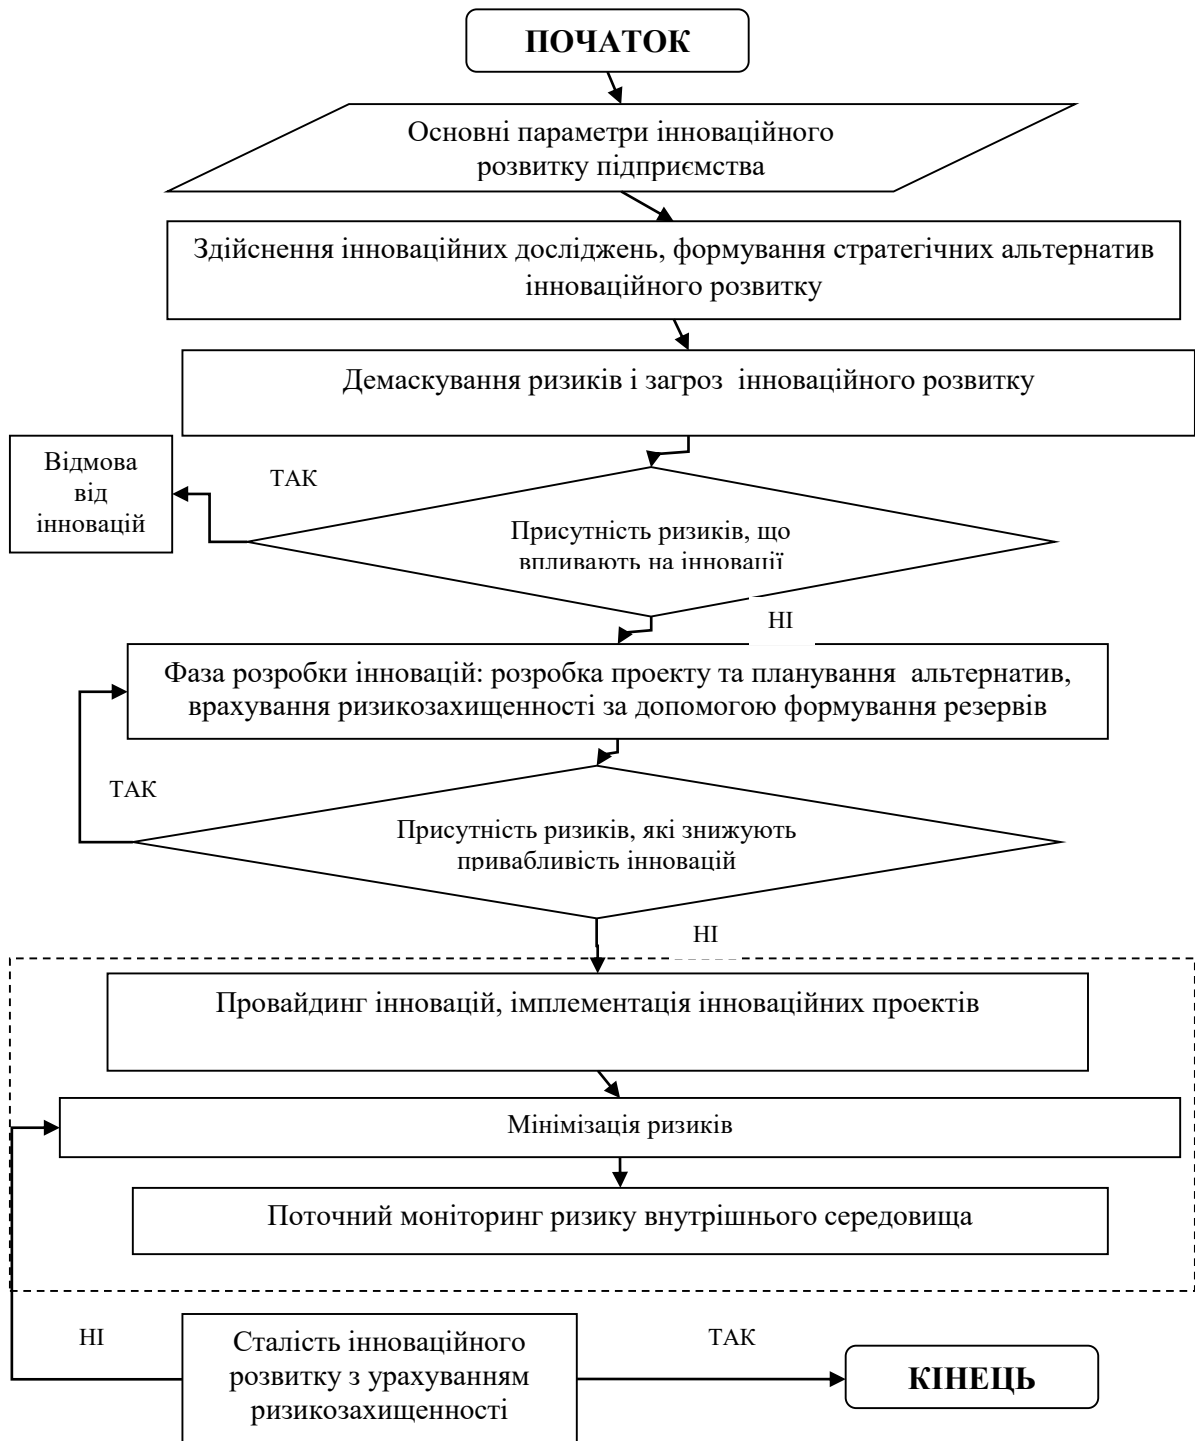 ПОЧАТОК
Основні параметри інноваційного
розвитку підприємства
Здійснення інноваційних досліджень, формування стратегічних альтернатив
інноваційного розвитку
Демаскування ризиків і загроз інноваційного розвитку
Відмова
від
інновацій
ТАК
Присутність ризиків, що
впливають на інновації
НІ
Фаза розробки інновацій: розробка проекту та планування альтернатив,
врахування ризикозахищенності за допомогою формування резервів
ТАК
Присутність ризиків, які знижують
привабливість інновацій
НІ
Провайдинг інновацій, імплементація інноваційних проектів
Мінімізація ризиків
Поточний моніторинг ризику внутрішнього середовища
НІ
Сталість інноваційного
розвитку з урахуванням
ризикозахищенності
ТАК
КІНЕЦЬ